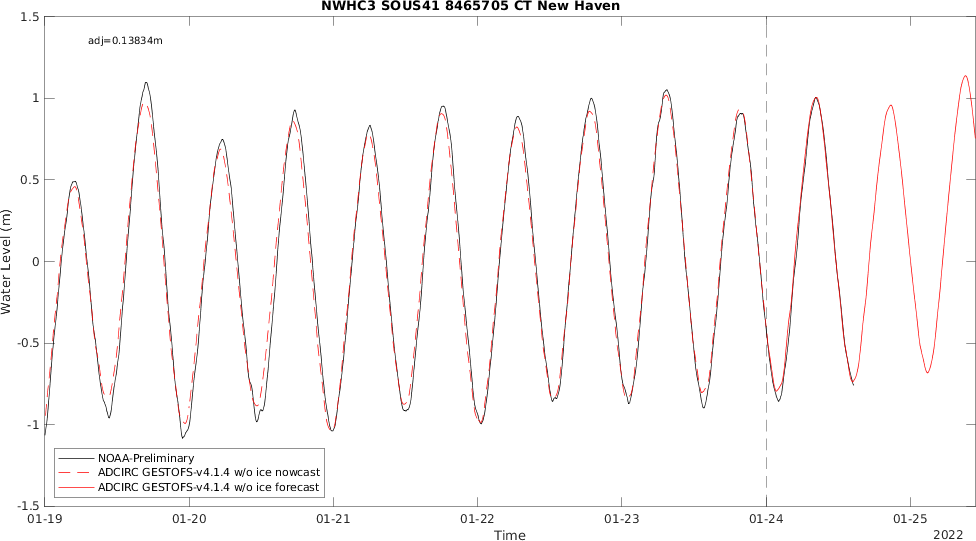 NWHC3 SOUS41 8465705 CT New Haven
1.5
adj=0.13834m
1
0.5
0
-0.5
-1
-1.5
Water Level (m)
NOAA-Preliminary
ADCIRC GESTOFS-v4.1.4 w/o ice nowcast
ADCIRC GESTOFS-v4.1.4 w/o ice forecast
01-19 01-20 01-21 01-22 01-23 01-24 01-25
Time
2022